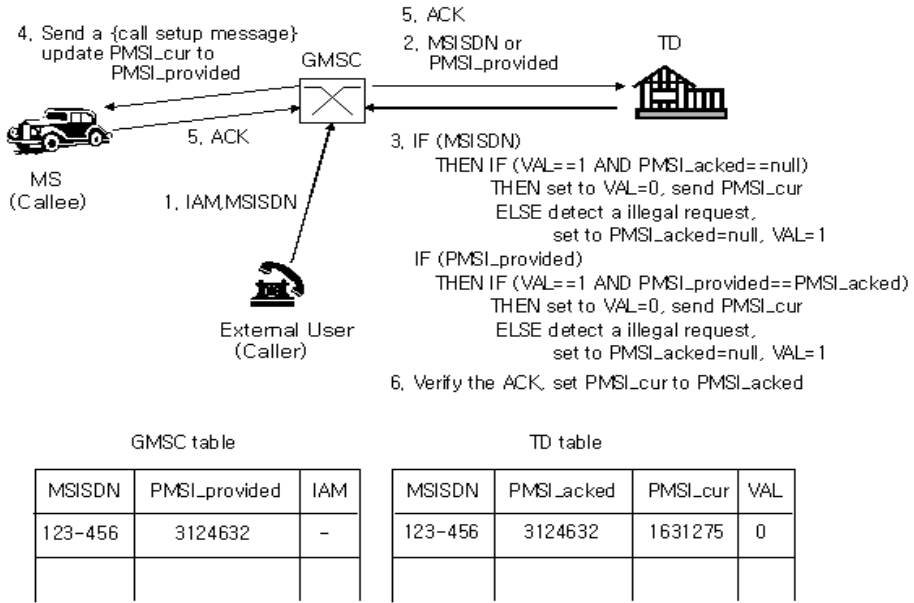 4. Send a {call setup message}
update PMSI_cur to
PMSI_provided
GMSC
5. ACK
2. MSISDN or
PMSI_provided
TD
5. ACK
MS
(Callee)
1. IAM,MSISDN
External User
(Caller)
3. IF (MSISDN)
THEN IF (VAL==1 AND PMSI_acked==null)
THEN set to VAL=0, send PMSI_cur
ELSE detect a illegal request,
set to PMSI_acked=null, VAL=1
IF (PMSI_provided)
THEN IF (VAL==1 AND PMSI_provided==PMSI_acked)
THEN set to VAL=0, send PMSI_cur
ELSE detect a illegal request,
set to PMSI_acked=null, VAL=1
6. Verify the ACK, set PMSI_cur to PMSI_acked
GMSC table
MSISDN PMSI_provided IAM
123-456 3124632 -
TD table
MSISDN PMSI_acked PMSI_cur VAL
123-456 3124632 1631275 0